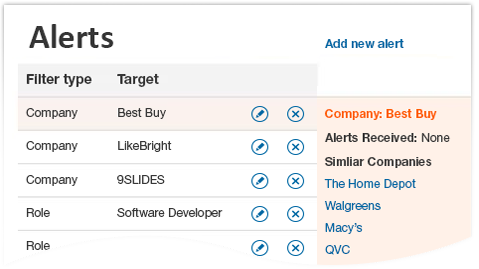 Alerts
Add new alert
Filter type Target
Company Best Buy
Company LikeBright
Company 9SLIDES
Role Software Developer
Role
Company: Best Buy
Alerts Received: None
Simliar Companies
The Home Depot
Walgreens
Macy's
QVC